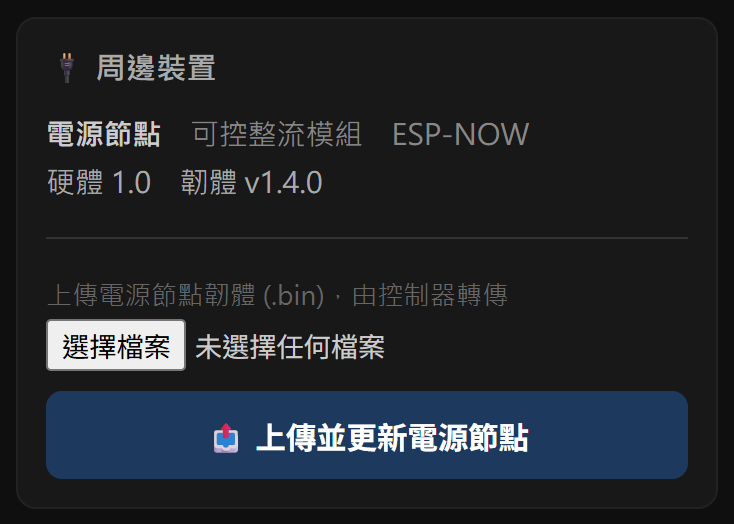 周邊裝置
電源節點 可控整流模組 ESP-NOW
硬體 1.0 韌體 v1.4.0
上傳電源節點韌體 (.bin)，由控制器轉傳
選擇檔案 未選擇任何檔案
上傳並更新電源節點